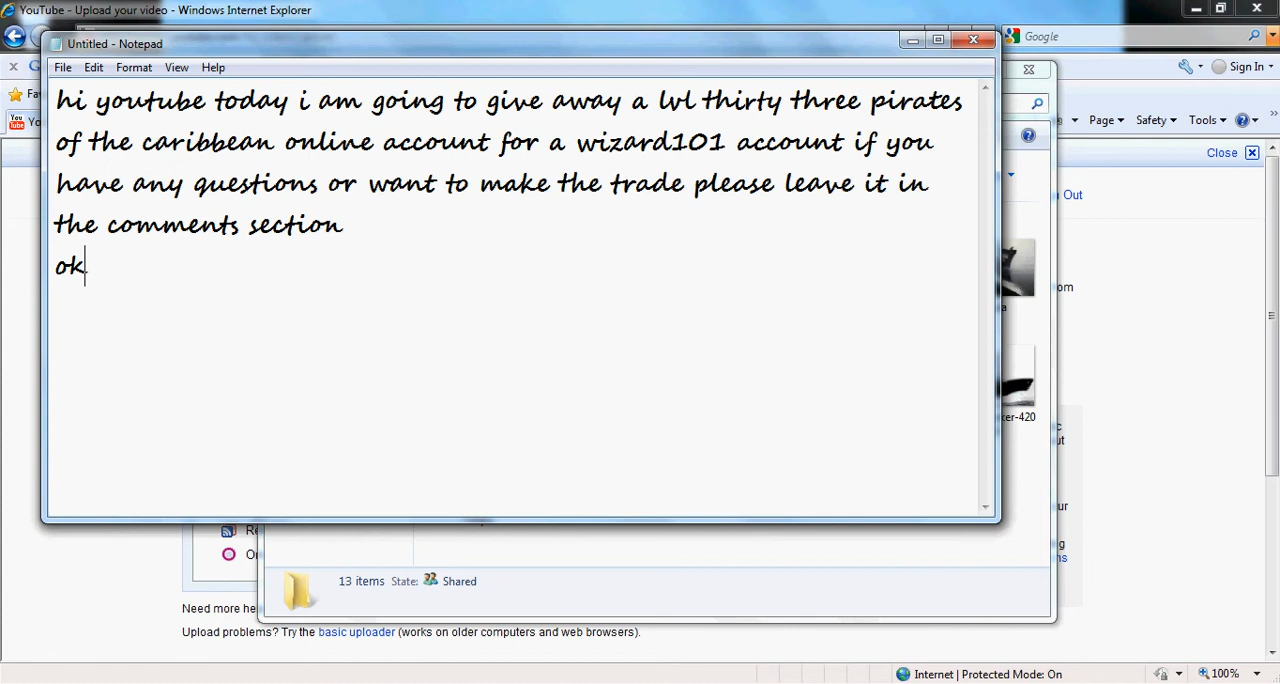 YouTube - Upload your video - Windows Internet Explorer
Google
Sign In
Page Safety Tools
Close
Untitled - Notepad
File Edit Format View Help
hi youtube today i am going to give away a lvl thirty three pirates
of the caribbean online account for a wizard101 account if you
have any questions or want to make the trade please leave it in
the comments section
ok
13 items State: Shared
Upload problems? Try the basic uploader (works on older computers and web browsers).
Internet | Protected Mode: On
100%